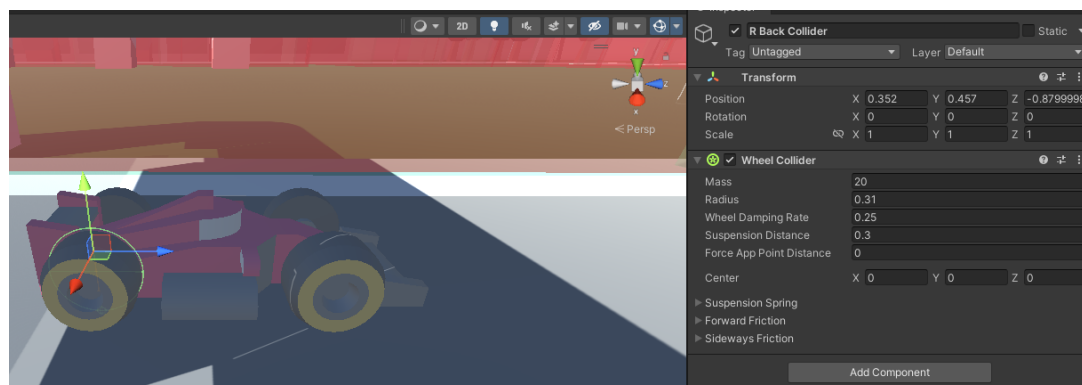 R Back Collider
Static
Tag Untagged Layer Default
2D
y
z
x
Persp
Transform
Position X 0.352 Y 0.457 Z -0.8799998
Rotation X 0 Y 0 Z 0
Scale X 1 Y 1 Z 1
Wheel Collider
Mass 20
Radius 0.31
Wheel Damping Rate 0.25
Suspension Distance 0.3
Force App Point Distance 0
Center X 0 Y 0 Z 0
Suspension Spring
Forward Friction
Sideways Friction
Add Component